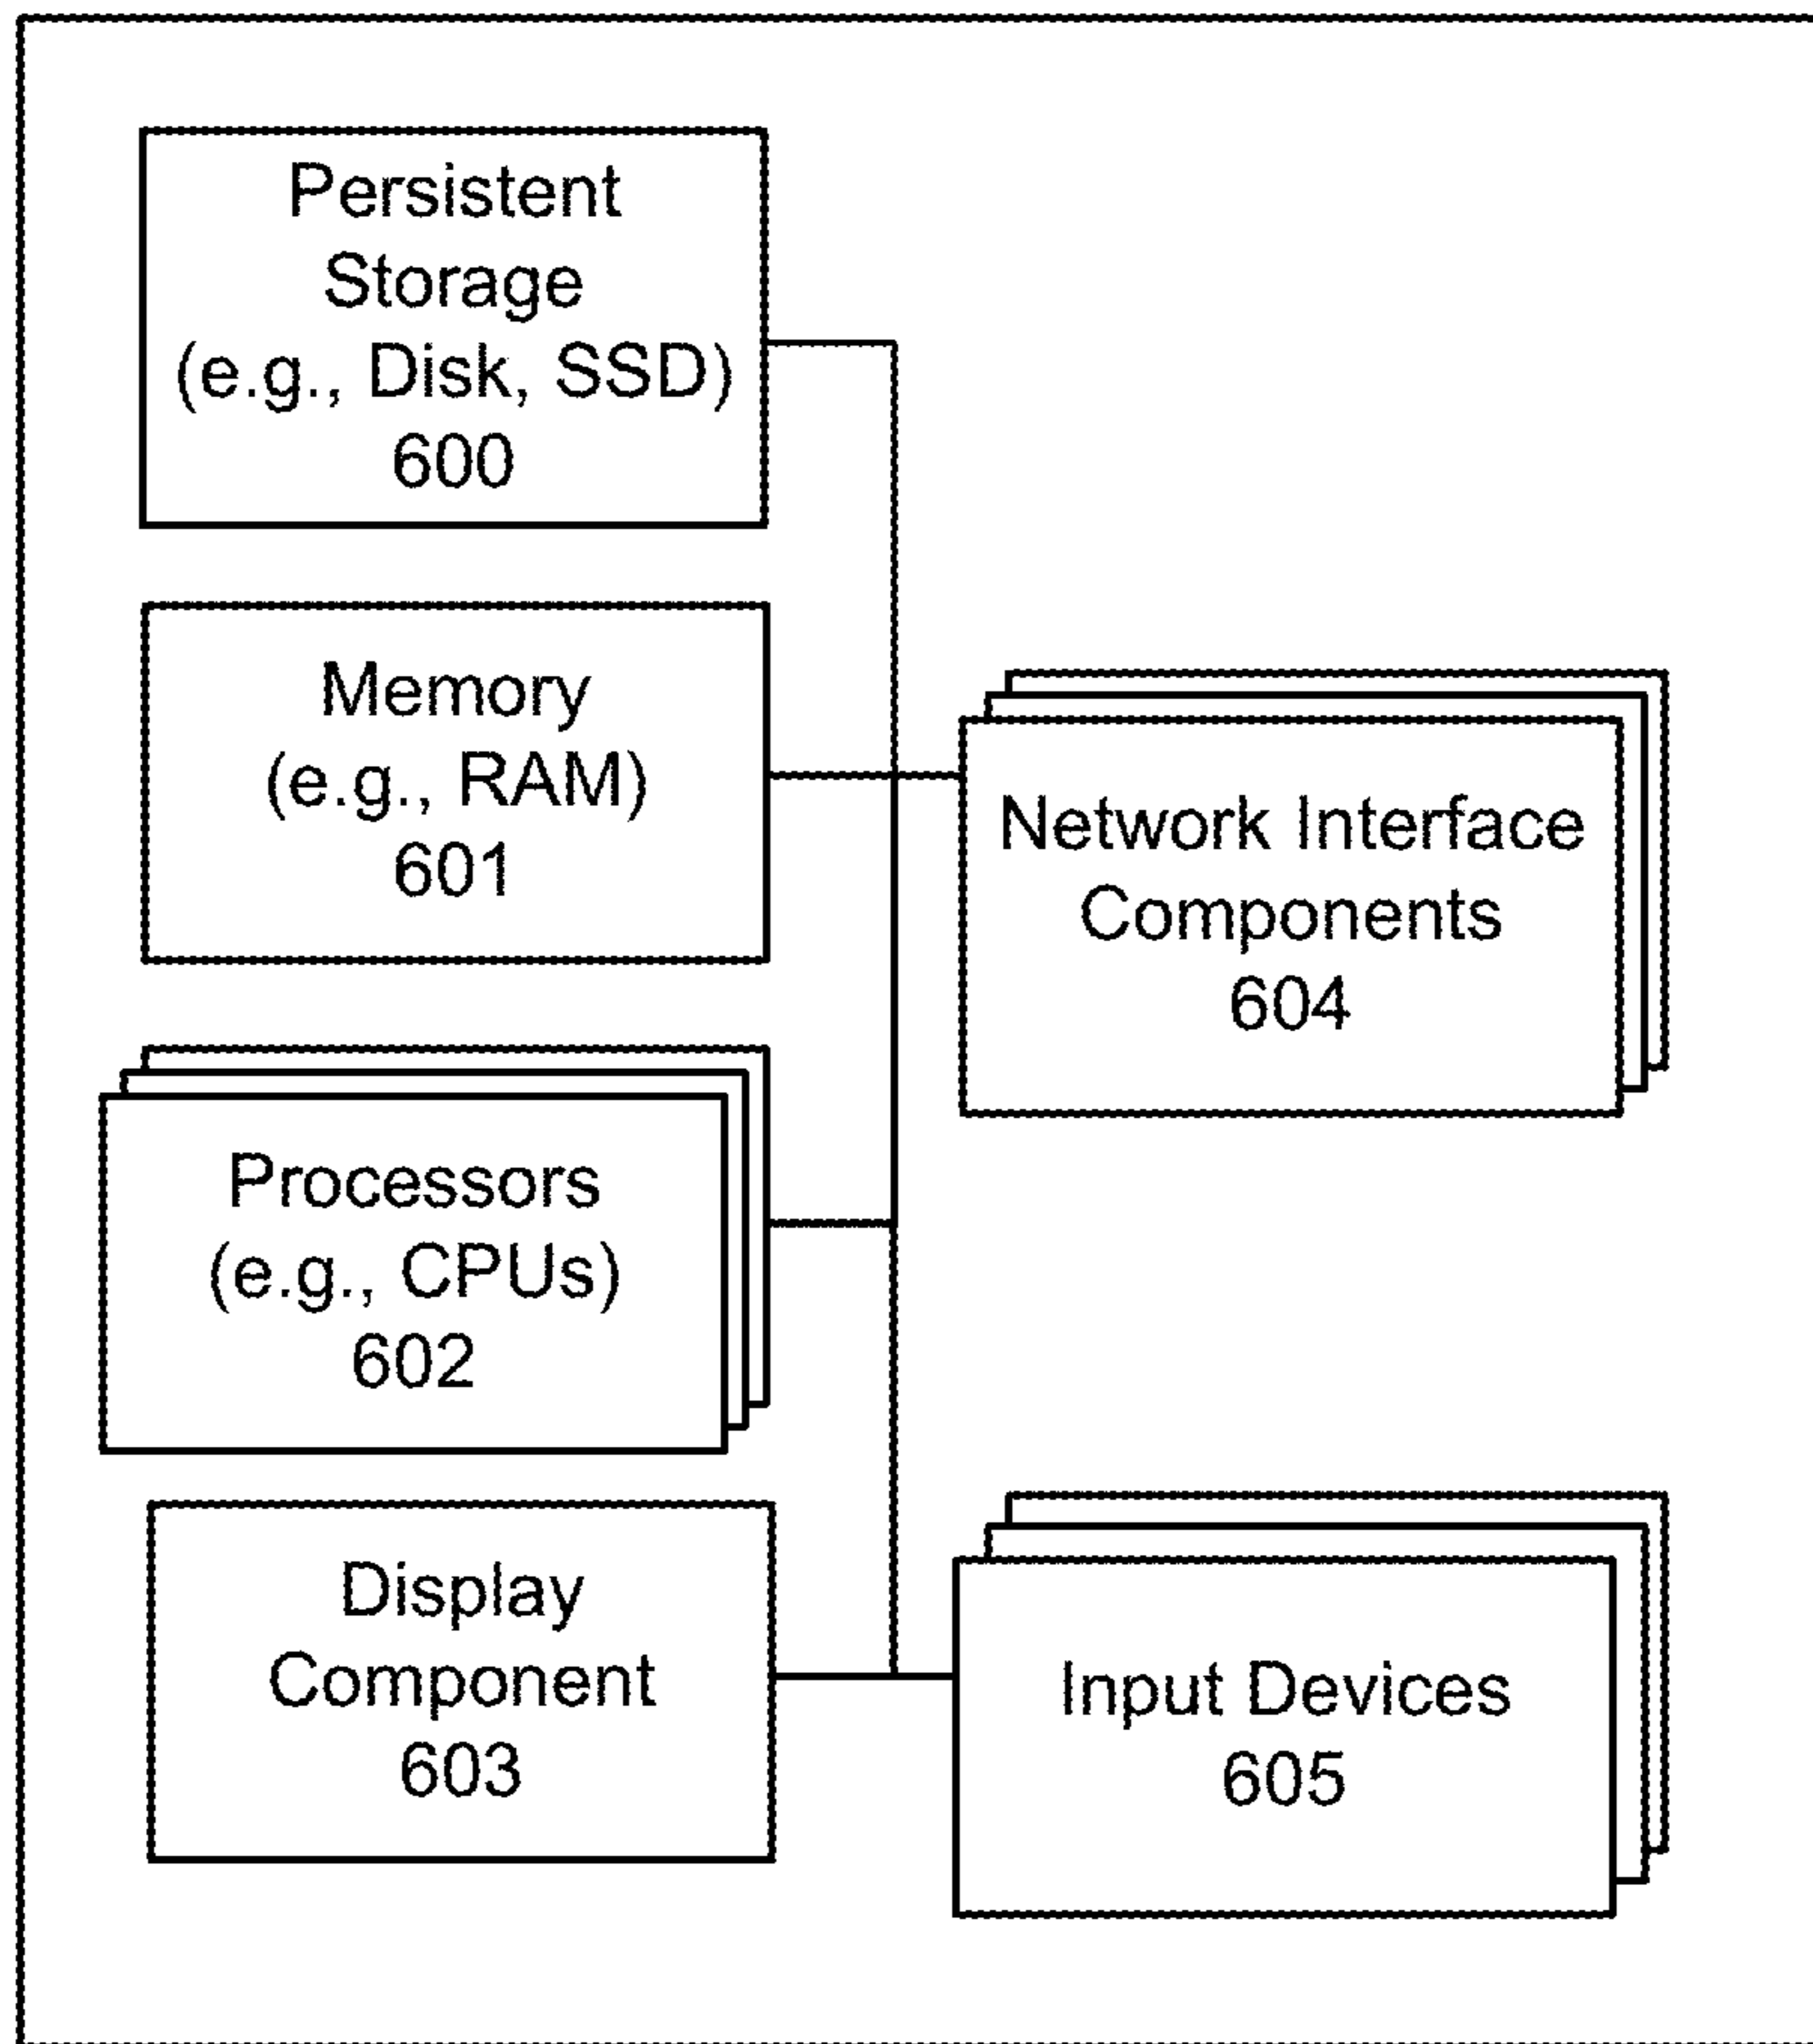 Persistent
Storage
(e.g., Disk, SSD)
600
Memory
(e.g., RAM)
601
Processors
(e.g., CPUs)
602
Display
Component
603
Network Interface
Components
604
Input Devices
605